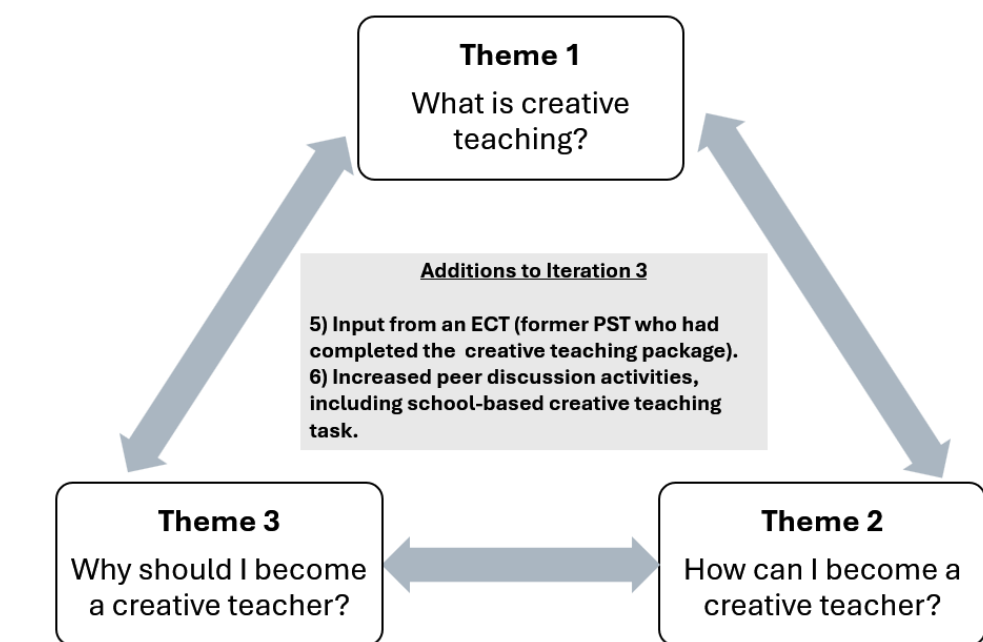 Theme 1
What is creative
teaching?
Additions to Iteration 3
5) Input from an ECT (former PST who had
completed the  creative teaching package).
6) Increased peer discussion activities,
including school-based creative teaching
task.
Theme 3
Why should I become
a creative teacher?
Theme 2
How can I become a
creative teacher?